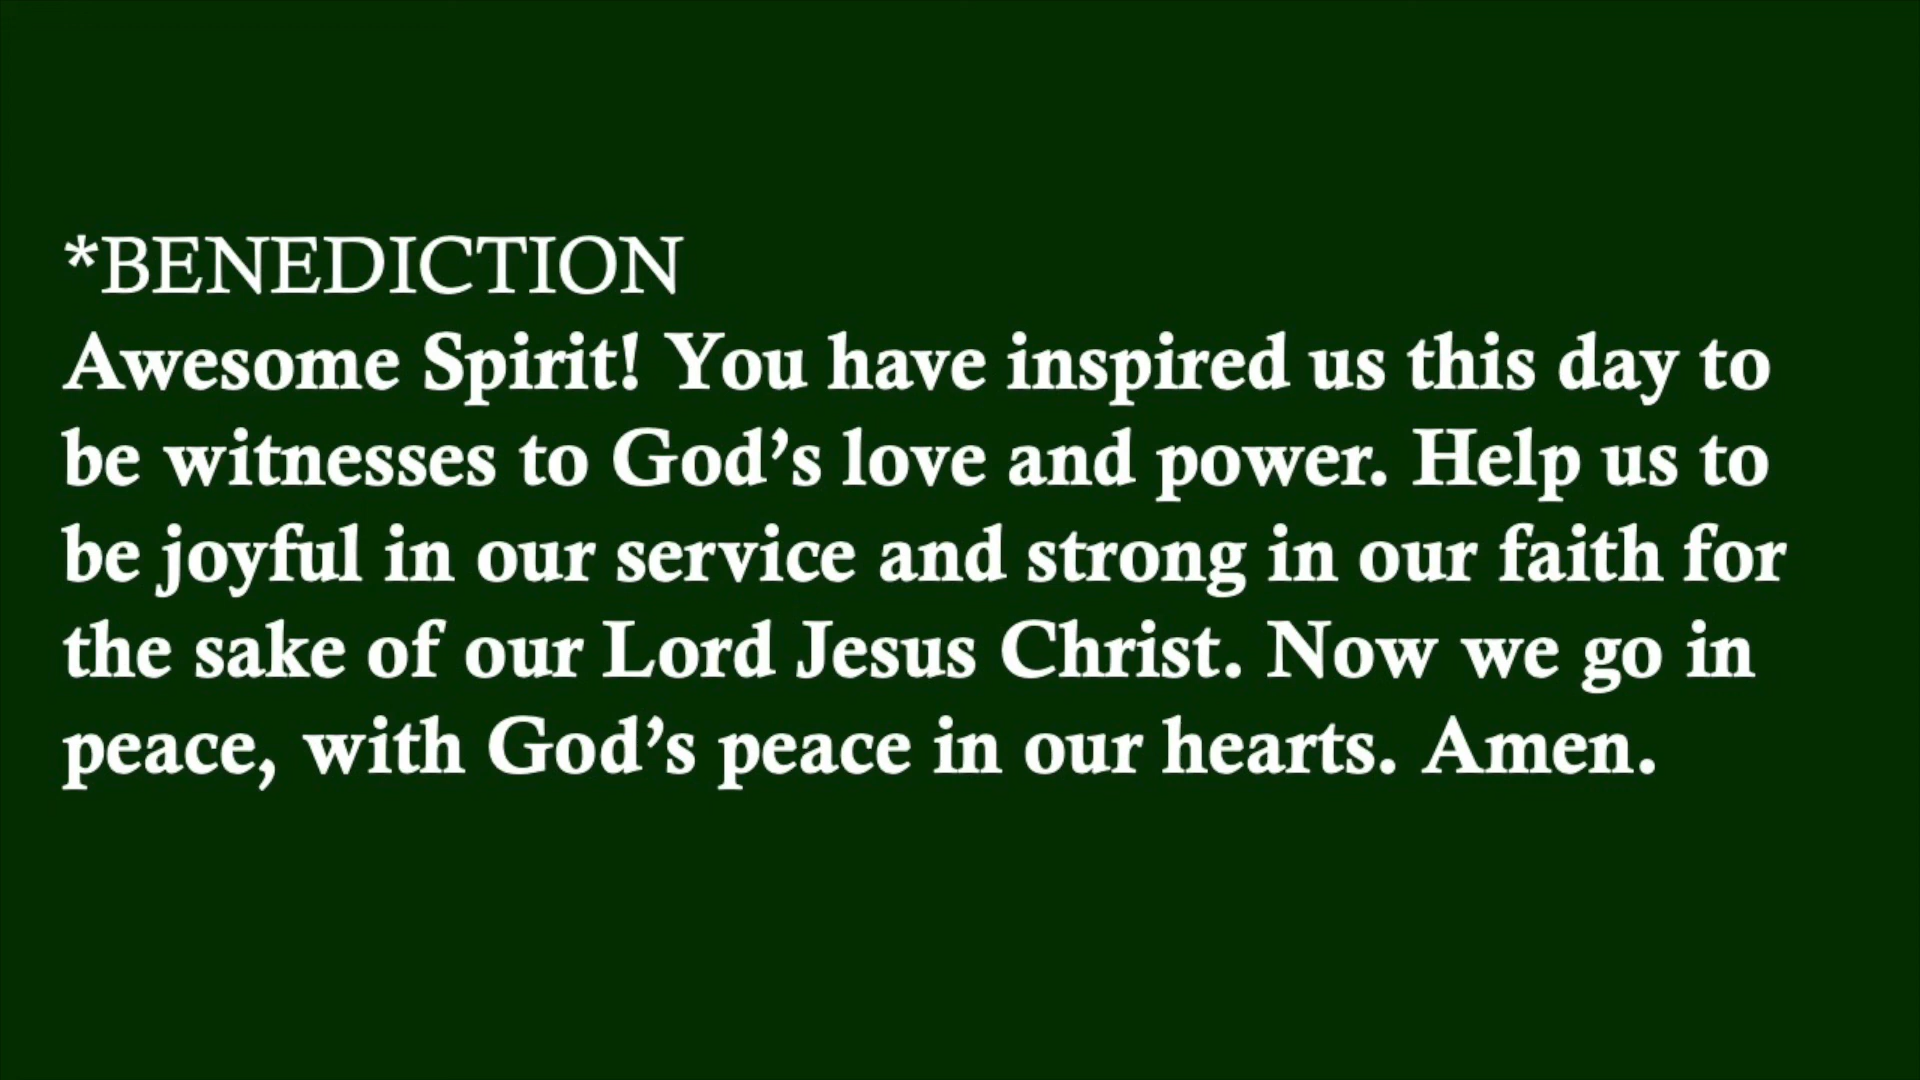 *BENEDICTION
Awesome Spirit! You have inspired us this day to
be witnesses to God’s love and power. Help us to
be joyful in our service and strong in our faith for
the sake of our Lord Jesus Christ. Now we go in
peace, with God’s peace in our hearts. Amen.